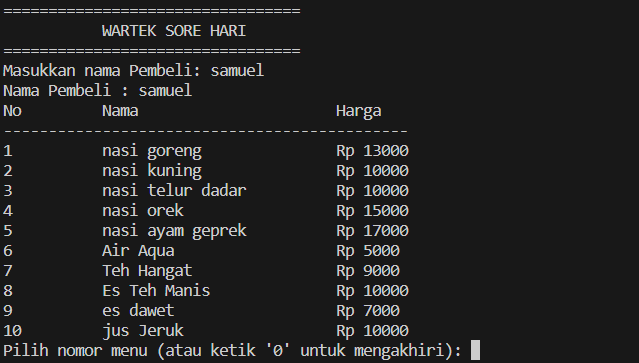 =================================
WARTEK SORE HARI
=================================
Masukkan nama Pembeli: samuel
Nama Pembeli : samuel
No Nama Harga
---------------------------------------------
1 nasi goreng Rp 13000
2 nasi kuning Rp 10000
3 nasi telur dadar Rp 10000
4 nasi orek Rp 15000
5 nasi ayam geprek Rp 17000
6 Air Aqua Rp 5000
7 Teh Hangat Rp 9000
8 Es Teh Manis Rp 10000
9 es dawet Rp 7000
10 jus Jeruk Rp 10000
Pilih nomor menu (atau ketik '0' untuk mengakhiri):